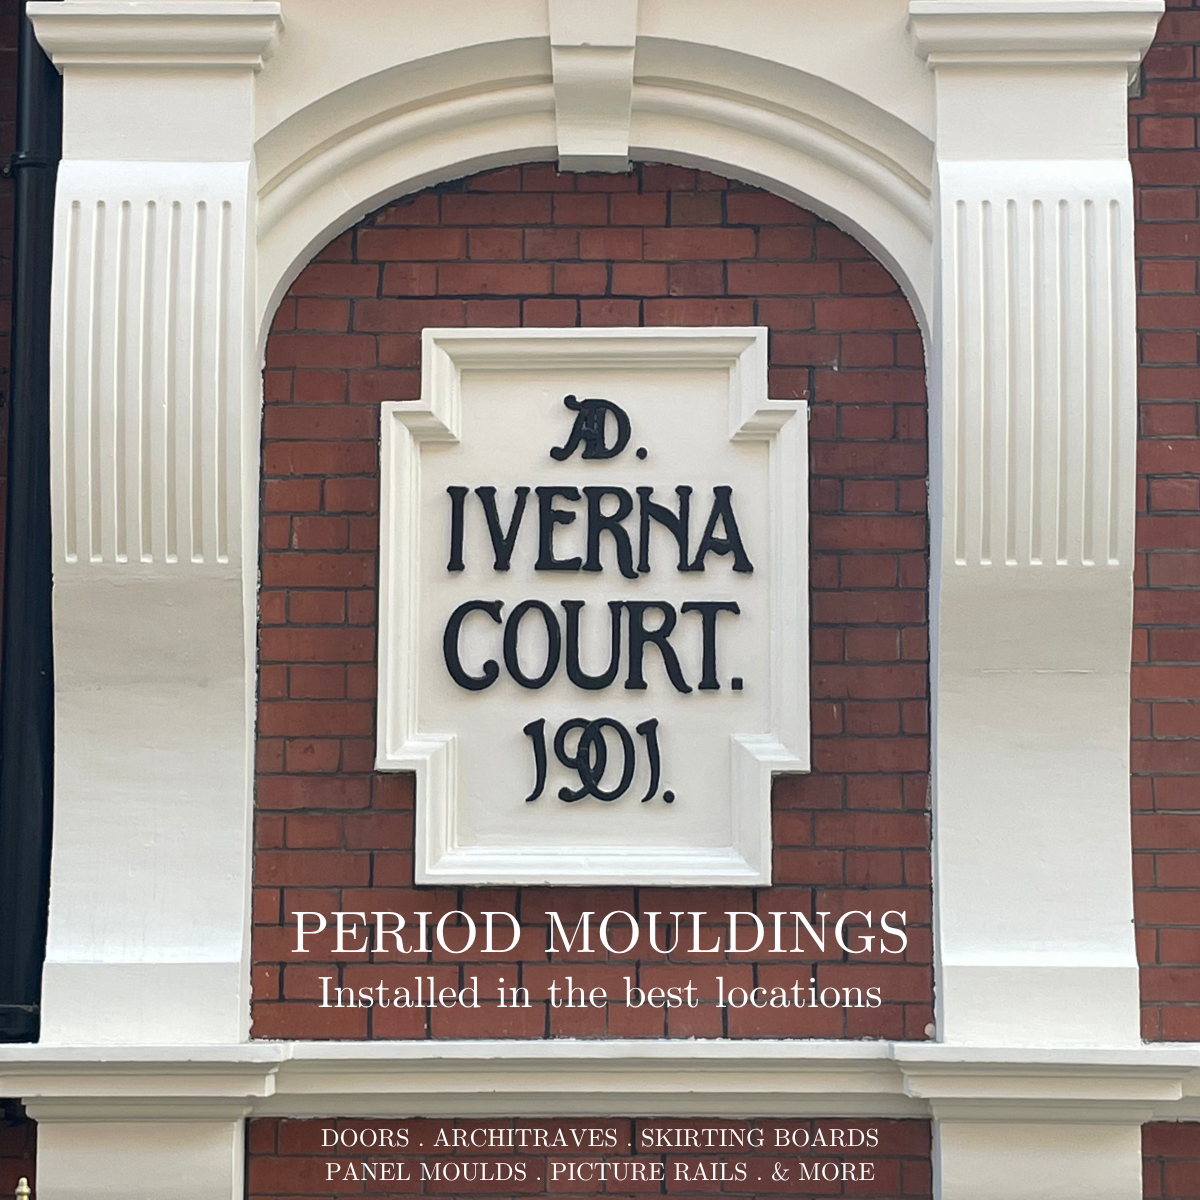 AD.
IVERNA
COURT.
1901.
PERIOD MOULDINGS
Installed in the best locations
DOORS . ARCHITRAVES . SKIRTING BOARDS
PANEL MOULDS . PICTURE RAILS . & MORE